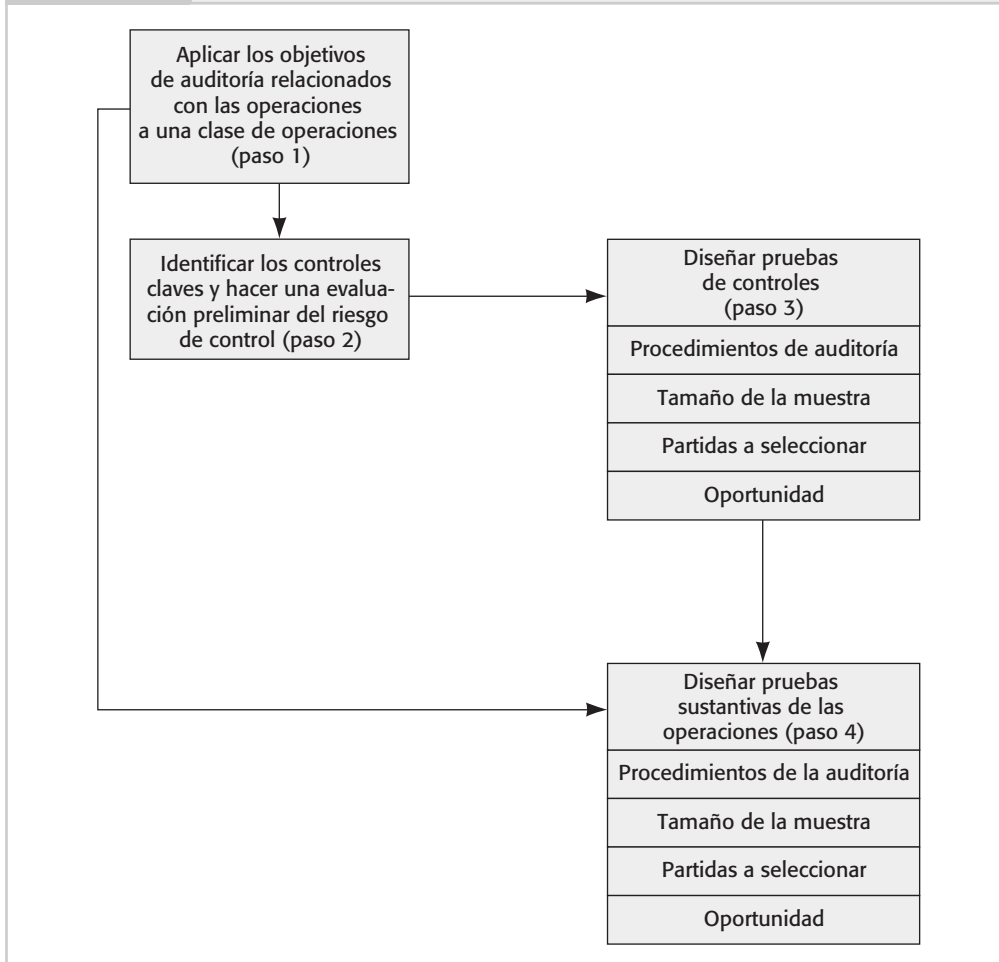 Aplicar los objetivos
de auditoría relacionados
con las operaciones
a una clase de operaciones
(paso 1)
Identificar los controles
claves y hacer una evalua-
ción preliminar del riesgo
de control (paso 2)
Diseñar pruebas
de controles
(paso 3)
Procedimientos de auditoría
Tamaño de la muestra
Partidas a seleccionar
Oportunidad
Diseñar pruebas
sustantivas de las
operaciones (paso 4)
Procedimientos de la auditoría
Tamaño de la muestra
Partidas a seleccionar
Oportunidad